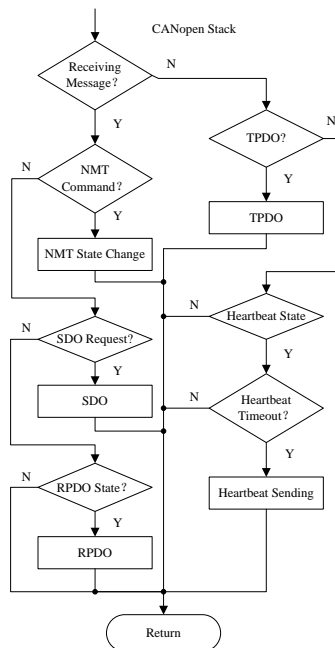 CANopen Stack
Receiving
Message?
N
Y
TPDO?
N
N
NMT
Command?
Y
Y
TPDO
NMT State Change
N
SDO Request?
N
Heartbeat State
Y
Y
SDO
N
Heartbeat
Timeout?
N
RPDO State?
Y
Y
Heartbeat Sending
RPDO
Return